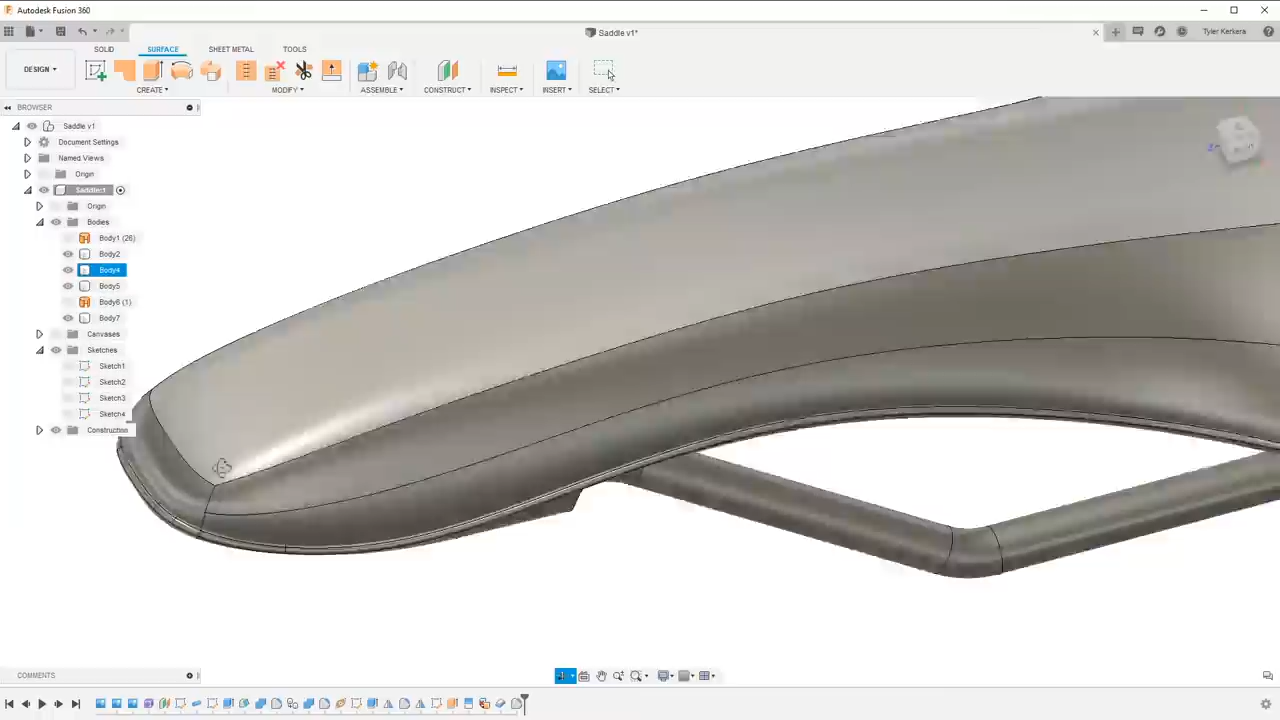 Autodesk Fusion 360
Saddle v1*
Tyler Kerkera
SOLID SURFACE SHEET METAL TOOLS
DESIGN
CREATE MODIFY ASSEMBLE CONSTRUCT INSPECT INSERT SELECT
BROWSER
Saddle v1
Document Settings
Named Views
Origin
Saddle:1
Origin
Bodies
Body1 (26)
Body2
Body4
Body5
Body6 (1)
Body7
Canvases
Sketches
Sketch1
Sketch2
Sketch3
Sketch4
Construction
COMMENTS